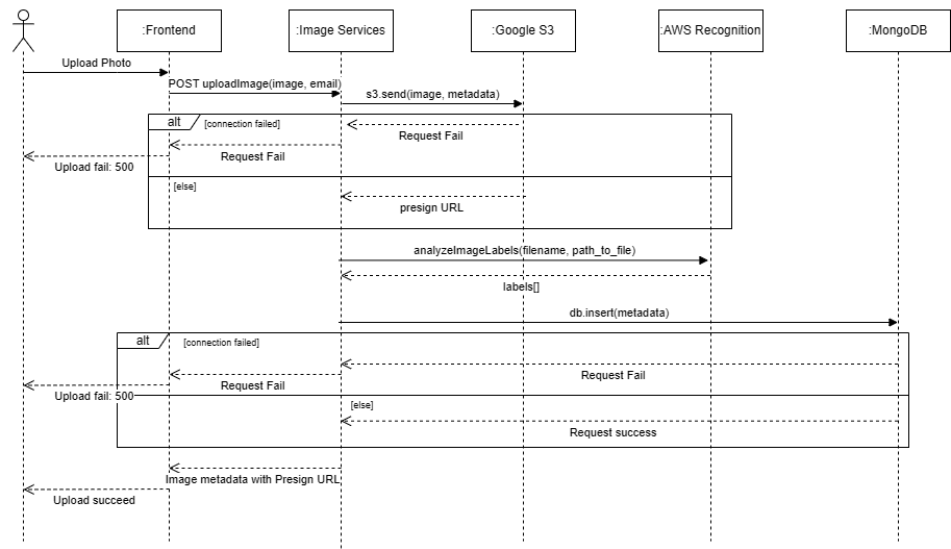 :Frontend
:Image Services
:Google S3
:AWS Recognition
:MongoDB
Upload Photo
POST uploadImage(image, email)
s3.send(image, metadata)
alt
[connection failed]
Request Fail
Request Fail
Upload fail: 500
[else]
presign URL
analyzeImageLabels(filename, path_to_file)
labels[]
db.insert(metadata)
alt
[connection failed]
Request Fail
Request Fail
Upload fail: 500
[else]
Request success
Image metadata with Presign URL
Upload succeed